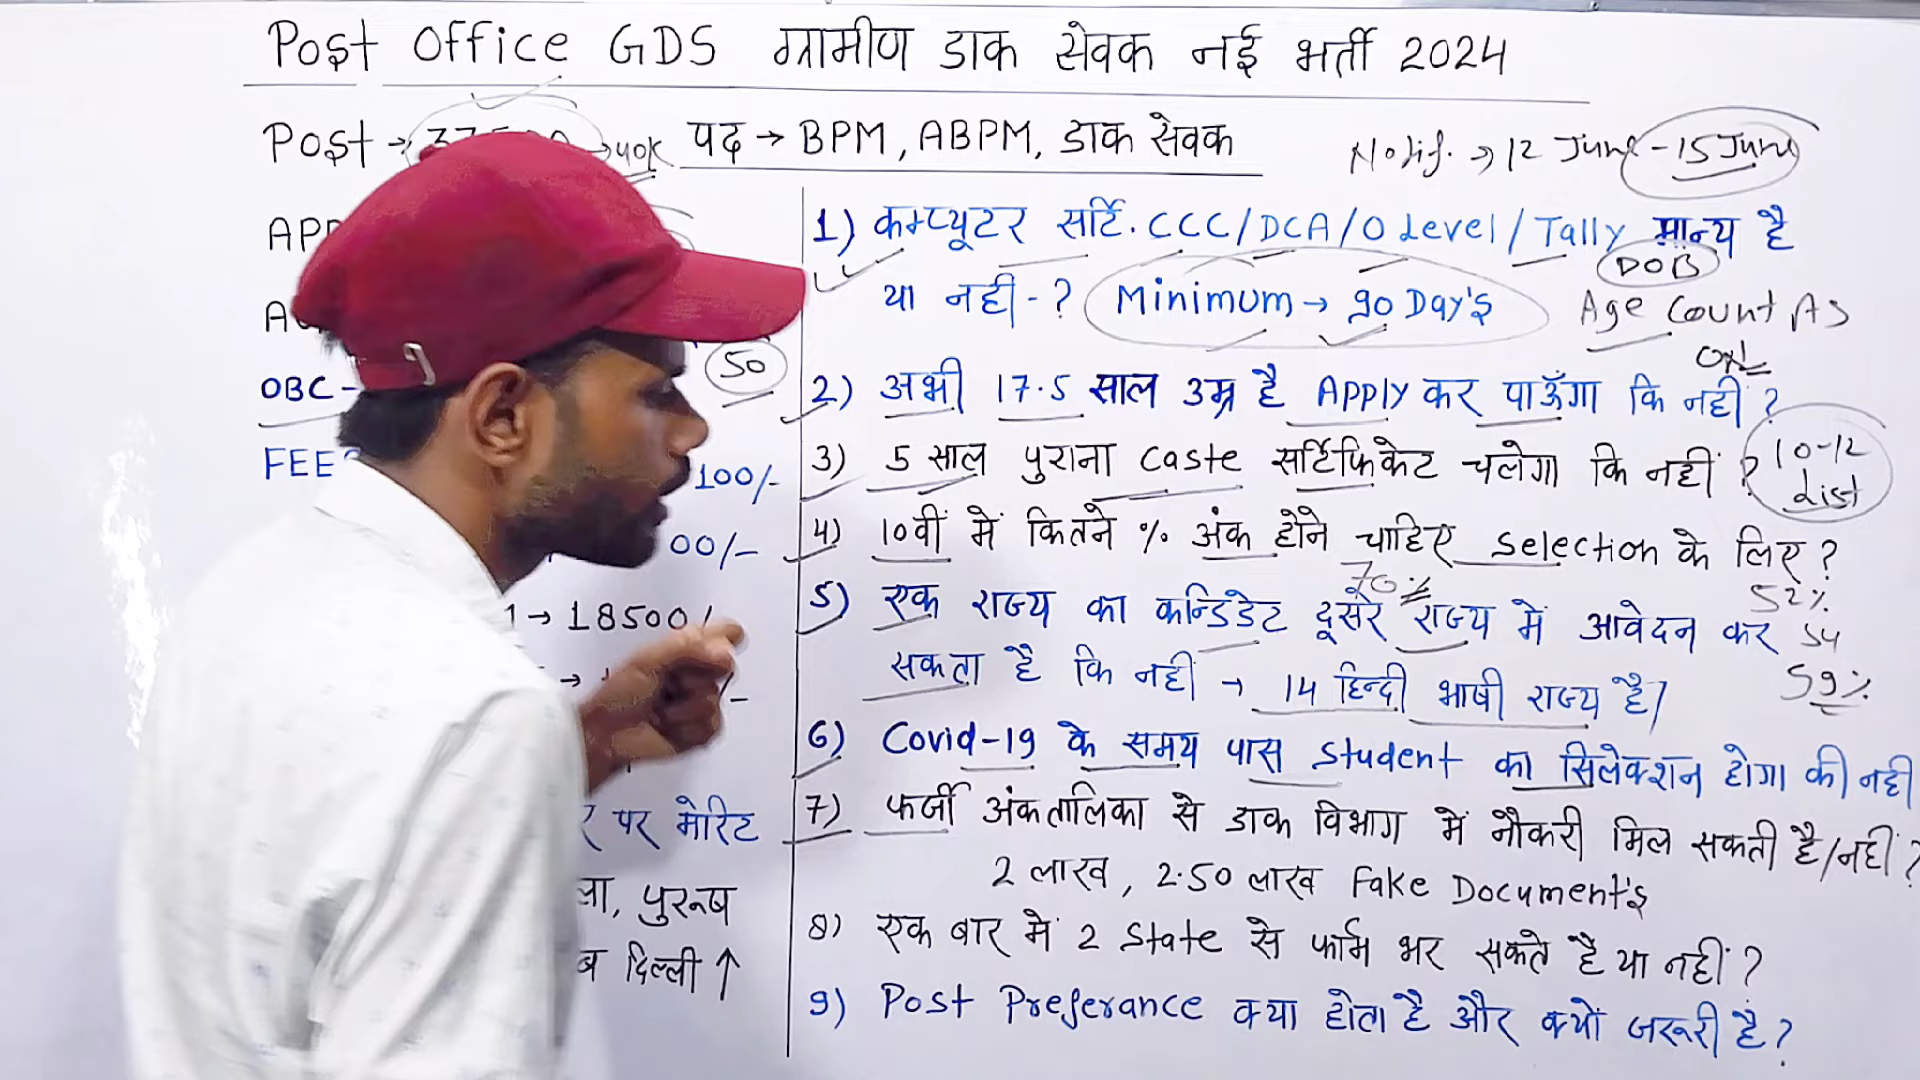 Post Office GDS ग्रामीण डाक सेवक नई भर्ती 2024
Post → → 40K पद → BPM, ABPM, डाक सेवक
Notif. → 12 June - 15 June
OBC -
50
100/-
00/-
→ 18500/
→
पर मेरिट
पुरूष
दिल्ली ↑
1) कम्प्यूटर सर्टि. CCC/DCA/O Level/Tally मान्य है
या नहीं - ? Minimum → 90 Day's
DOB
Age Count As
2) अभी 17.5 साल उम्र है Apply कर पाऊँगा कि नहीं ?
3) 5 साल पुराना Caste सर्टिफिकेट चलेगा कि नहीं ?
10-12
List
4) 10वीं में कितने % अंक होने चाहिए Selection के लिए ?
70%
52%
54
59%
5) एक राज्य का कन्डिडेट दूसरे राज्य में आवेदन कर
सकता है कि नहीं → 14 हिन्दी भाषी राज्य है/
6) Covid-19 के समय पास Student का सिलेक्शन होगा की नहीं
7) फर्जी अंकतालिका से डाक विभाग में नौकरी मिल सकती है/नहीं ?
2 लाख, 2.50 लाख Fake Document's
8) एक बार में 2 State से फार्म भर सकते है या नहीं ?
9) Post Preferance क्या होता है और क्यों जरूरी है ?